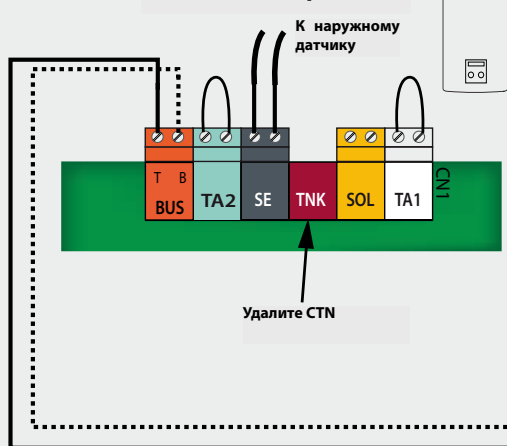 К наружному
датчику
T B
BUS
TA2
SE
TNK
SOL
TA1
CN1
Удалите CTN